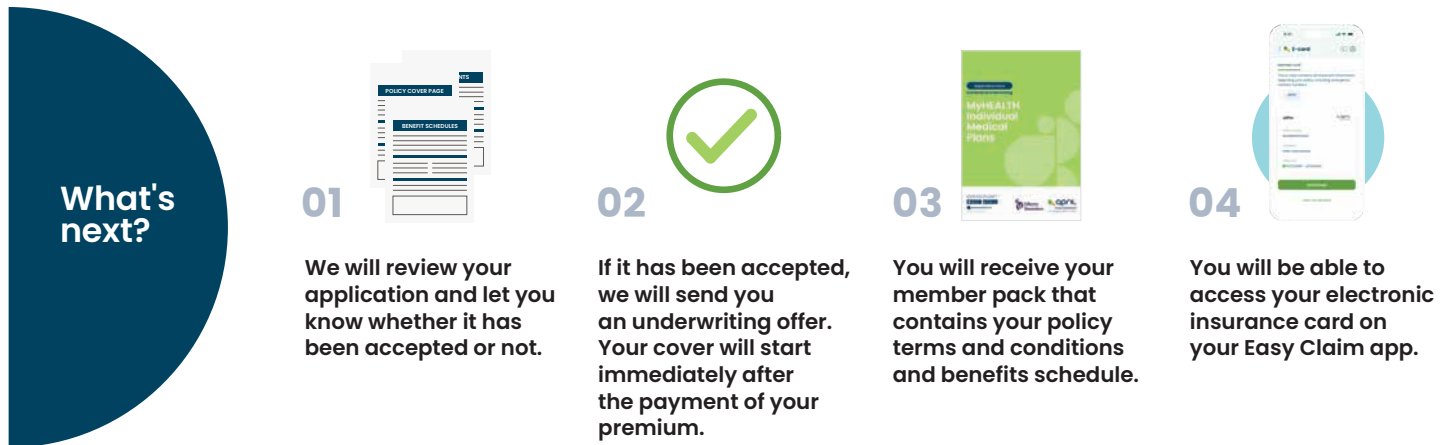 What's
next?
NTS
POLICY COVER PAGE
BENEFIT SCHEDULES
01
We will review your
application and let you
know whether it has
been accepted or not.
02
If it has been accepted,
we will send you
an underwriting offer.
Your cover will start
immediately after
the payment of your
premium.
MyHEALTH
Individual
Medical
Plans
april
03
You will receive your
member pack that
contains your policy
terms and conditions
and benefits schedule.
E-card
04
You will be able to
access your electronic
insurance card on
your Easy Claim app.